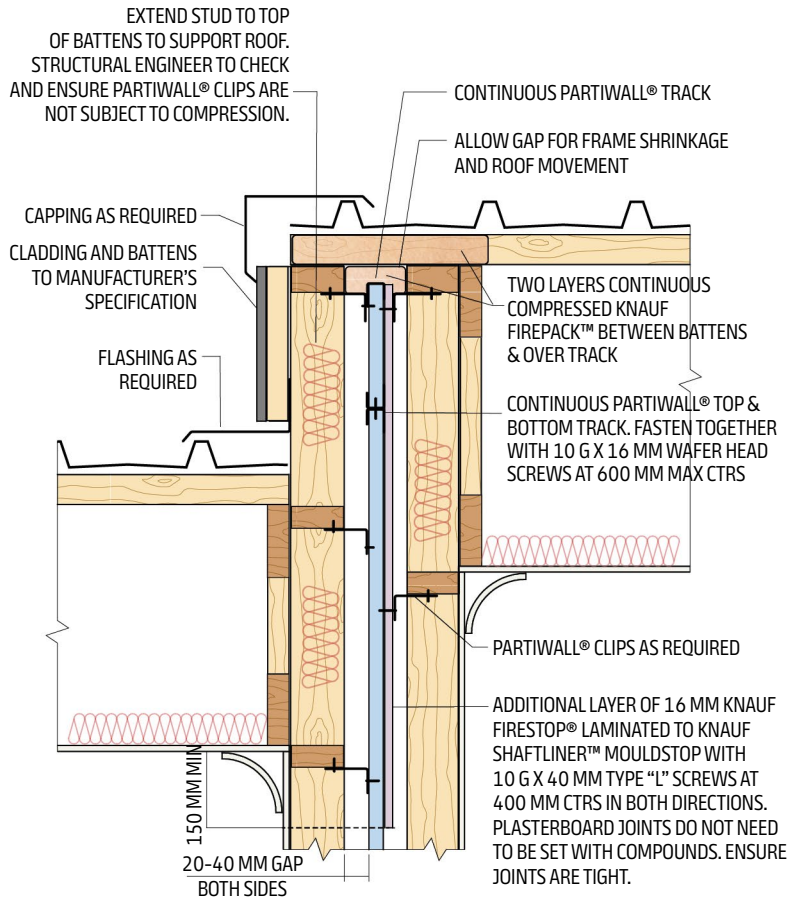 EXTEND STUD TO TOP
OF BATTENS TO SUPPORT ROOF.
STRUCTURAL ENGINEER TO CHECK
AND ENSURE PARTIWALL® CLIPS ARE
NOT SUBJECT TO COMPRESSION.
CONTINUOUS PARTIWALL® TRACK
ALLOW GAP FOR FRAME SHRINKAGE
AND ROOF MOVEMENT
CAPPING AS REQUIRED
CLADDING AND BATTENS
TO MANUFACTURER'S
SPECIFICATION
FLASHING AS
REQUIRED
TWO LAYERS CONTINUOUS
COMPRESSED KNAUF
FIREPACK™ BETWEEN BATTENS
& OVER TRACK
CONTINUOUS PARTIWALL® TOP &
BOTTOM TRACK. FASTEN TOGETHER
WITH 10 G X 16 MM WAFER HEAD
SCREWS AT 600 MM MAX CTRS
PARTIWALL® CLIPS AS REQUIRED
ADDITIONAL LAYER OF 16 MM KNAUF
FIRESTOP® LAMINATED TO KNAUF
SHAFTLINER™ MOULDSTOP WITH
10 G X 40 MM TYPE “L” SCREWS AT
400 MM CTRS IN BOTH DIRECTIONS.
PLASTERBOARD JOINTS DO NOT NEED
TO BE SET WITH COMPOUNDS. ENSURE
JOINTS ARE TIGHT.
150 MM MIN
20-40 MM GAP
BOTH SIDES